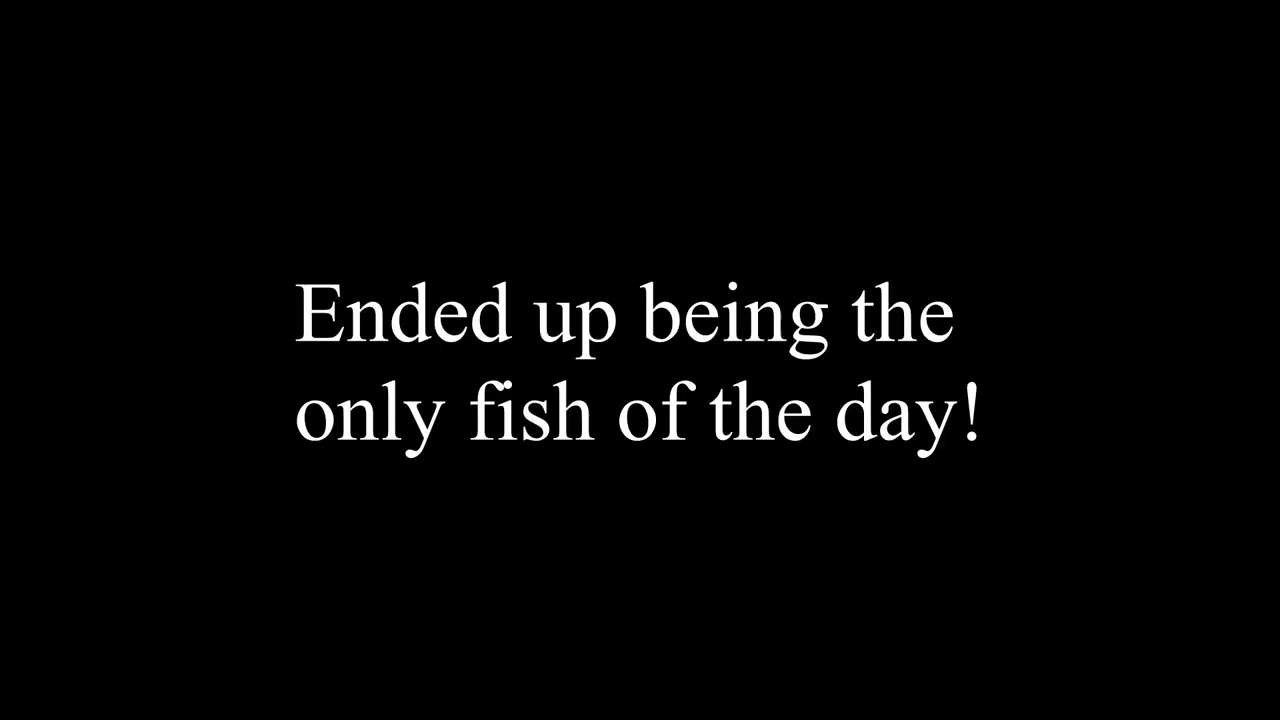 Ended up being the
only fish of the day!